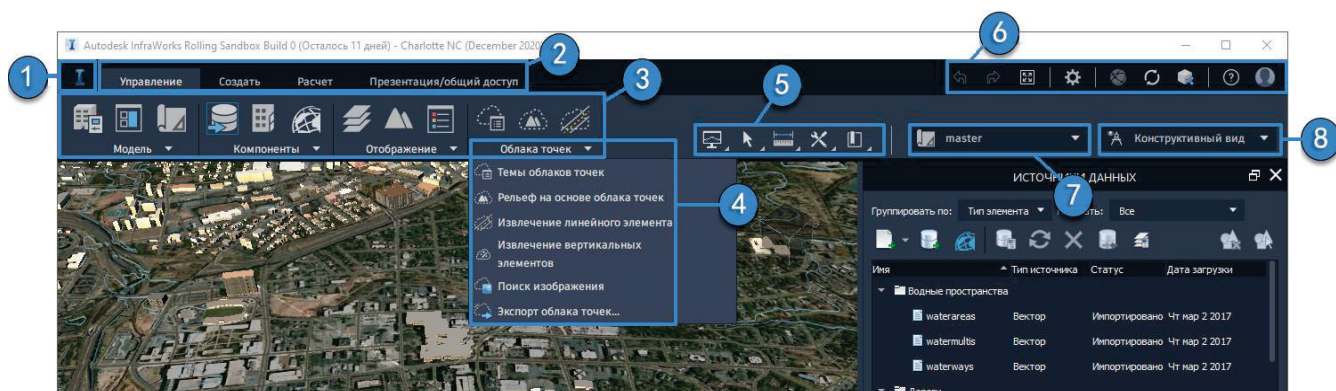 6
Autodesk InfraWorks Rolling Sandbox Build 0 (Осталось 11 дней) - Charlotte NC (December 2020
2
1
Управление Создать Расчет Презентация/общий доступ
3
5
master
Конструктивный вид
8
Модель Компоненты Отображение Облака точек
7
Темы облаков точек
Рельеф на основе облака точек
Извлечение линейного элемента
Извлечение вертикальных
элементов
Поиск изображения
Экспорт облака точек...
4
ДАННЫХ
Группировать по: Тип элемента Все
Имя Тип источника Статус Дата загрузки
Водные пространства
waterareas Вектор Импортировано Чт мар 2 2017
watermultis Вектор Импортировано Чт мар 2 2017
waterways Вектор Импортировано Чт мар 2 2017